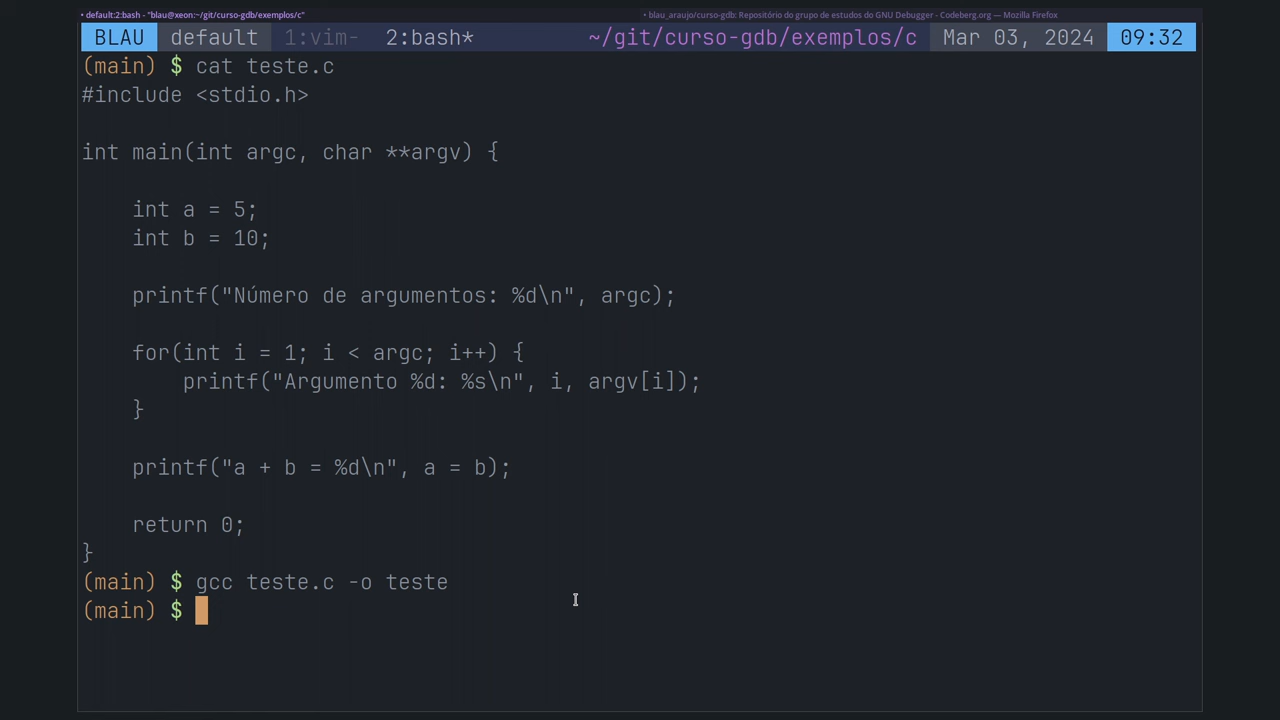 • default:2:bash - "blau@xeon:~/git/curso-gdb/exemplos/c"
• blau_araujo/curso-gdb: Repositório do grupo de estudos do GNU Debugger - Codeberg.org — Mozilla Firefox
BLAU default 1:vim- 2:bash* ~/git/curso-gdb/exemplos/c Mar 03, 2024 09:32
(main) $ cat teste.c
#include <stdio.h>
int main(int argc, char **argv) {
    int a = 5;
    int b = 10;
    printf("Número de argumentos: %d\n", argc);
    for(int i = 1; i < argc; i++) {
        printf("Argumento %d: %s\n", i, argv[i]);
    }
    printf("a + b = %d\n", a = b);
    return 0;
}
(main) $ gcc teste.c -o teste
(main) $